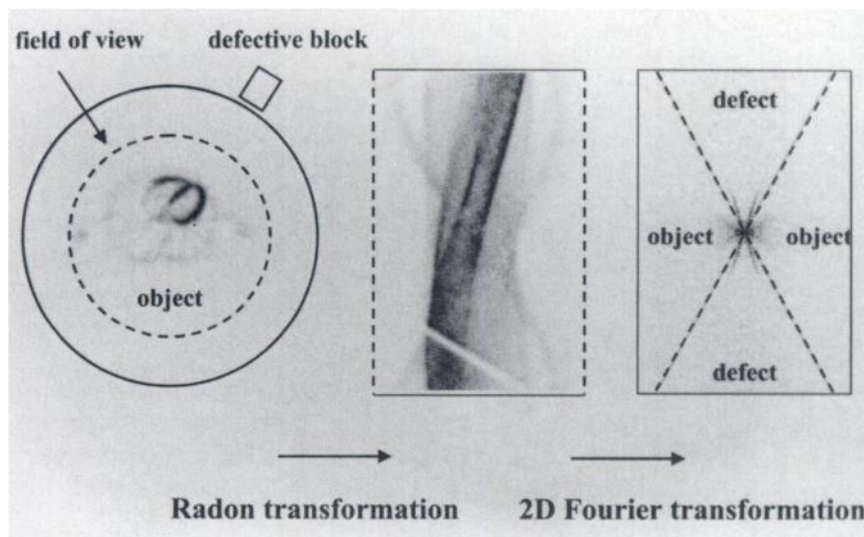 field of view
defective block
object
defect
object
object
defect
Radon transformation
2D Fourier transformation